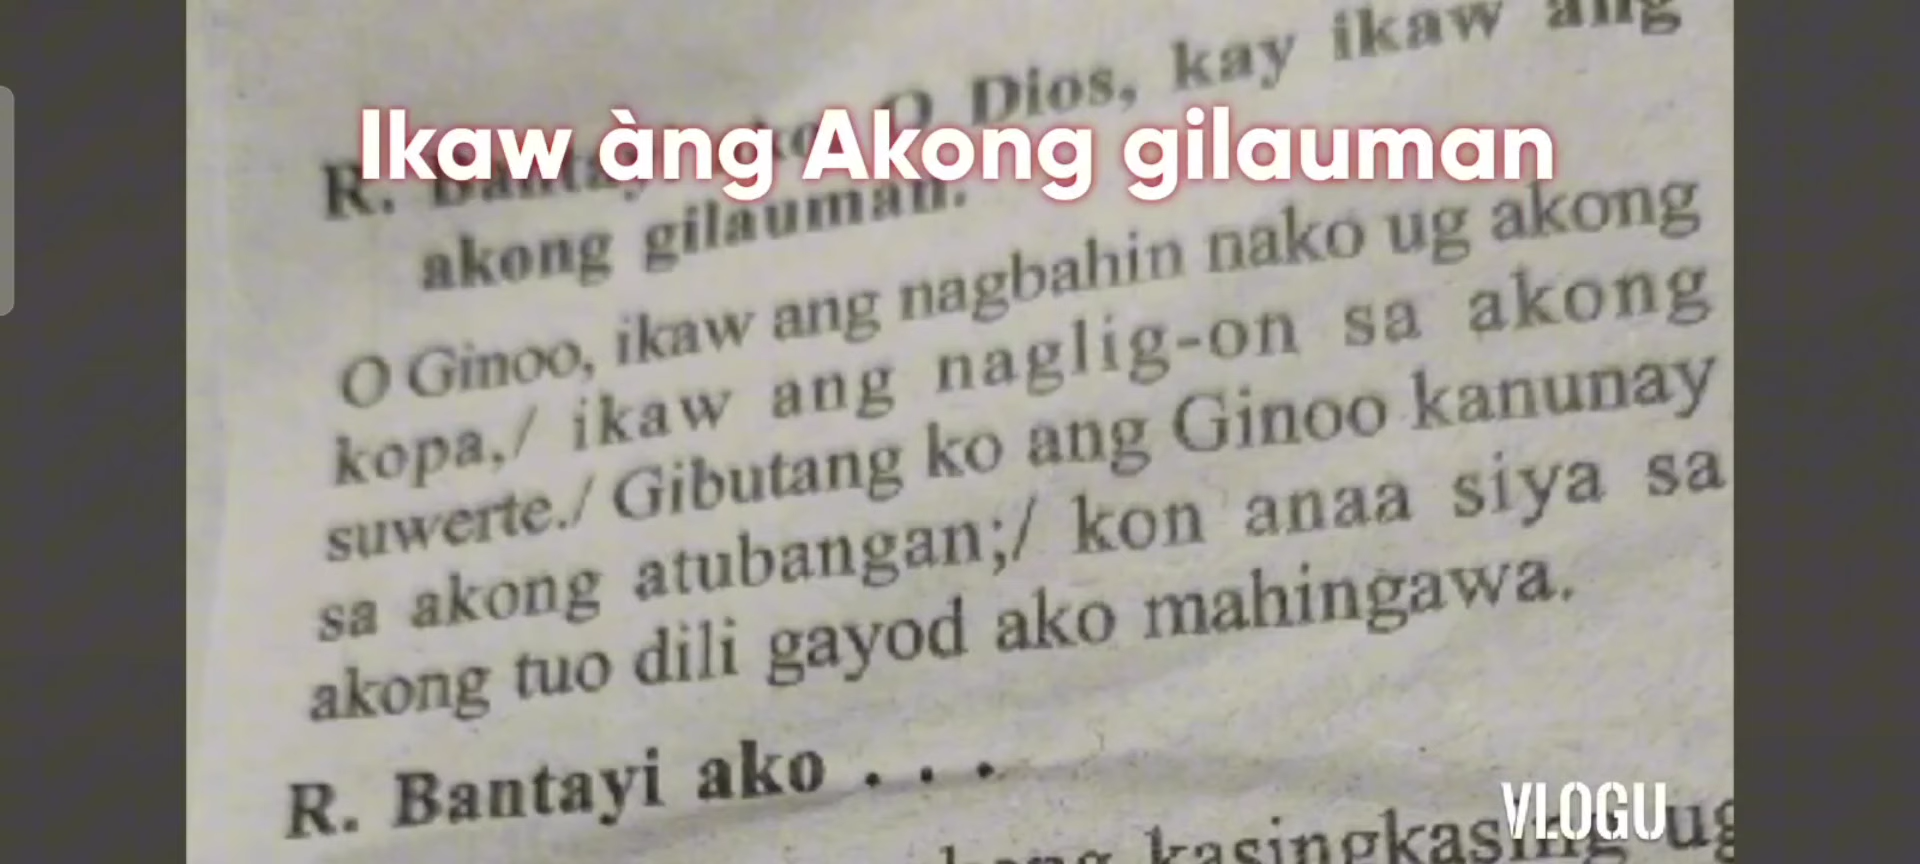 Ikaw àng Akong gilauman
R. O Dios, kay ikaw ang
akong gilauman.
O Ginoo, ikaw ang nagbahin nako ug akong
kopa,/ ikaw ang naglig-on sa akong
suwerte./ Gibutang ko ang Ginoo kanunay
sa akong atubangan;/ kon anaa siya sa
akong tuo dili gayod ako mahingawa.
R. Bantayi ako . . .
kasingkasing ug
VLOGU